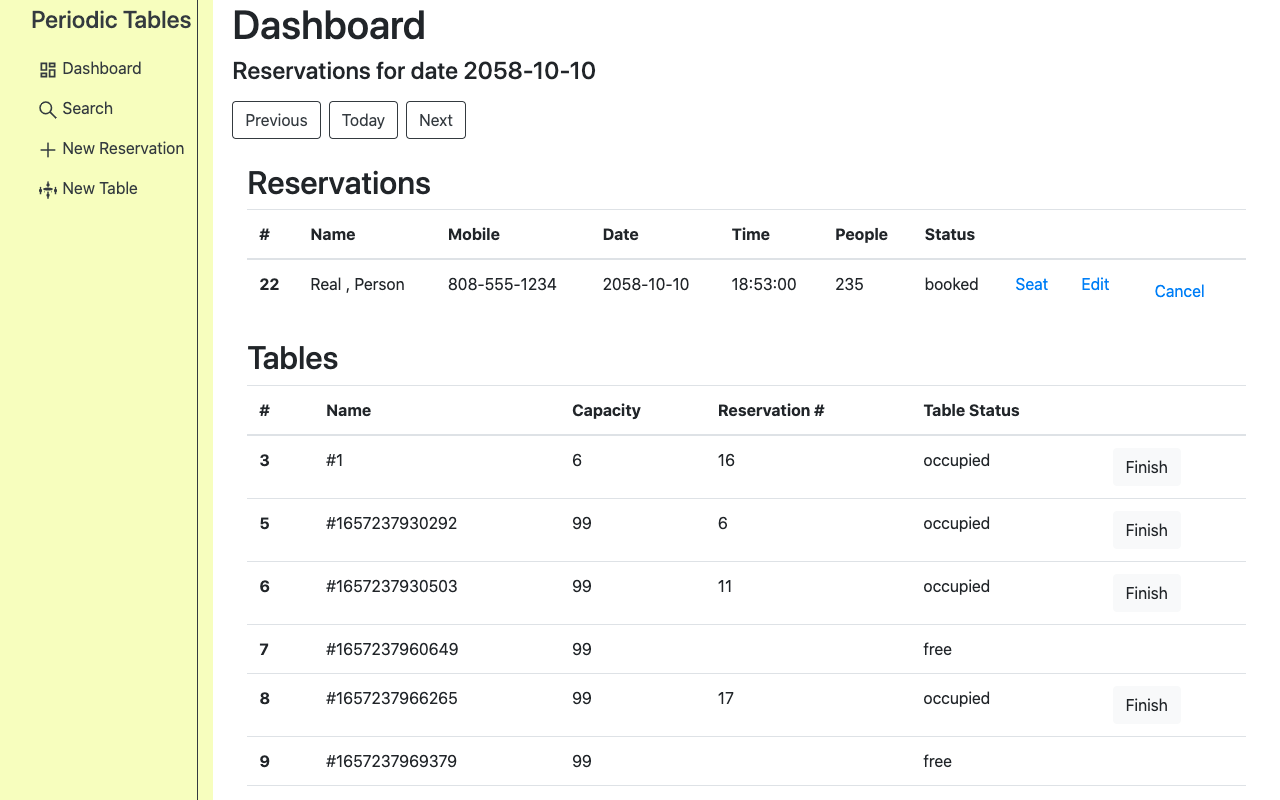 Periodic Tables
Dashboard
Search
New Reservation
New Table
Dashboard
Reservations for date 2058-10-10
Previous Today Next
Reservations
# Name Mobile Date Time People Status
22 Real , Person 808-555-1234 2058-10-10 18:53:00 235 booked Seat Edit Cancel
Tables
# Name Capacity Reservation # Table Status
3 #1 6 16 occupied Finish
5 #1657237930292 99 6 occupied Finish
6 #1657237930503 99 11 occupied Finish
7 #1657237960649 99 free
8 #1657237966265 99 17 occupied Finish
9 #1657237969379 99 free